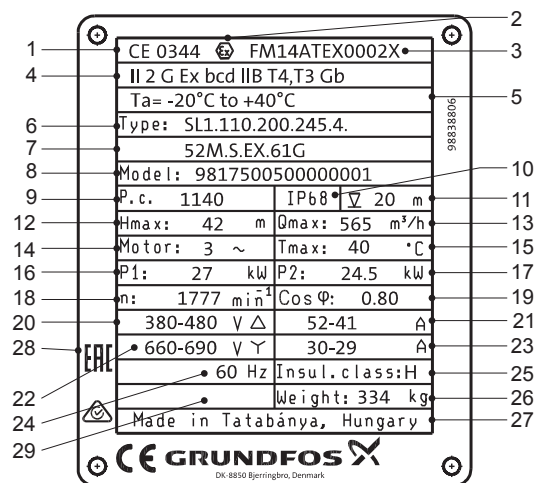 2
1 CE 0344 Ex FM14ATEX0002X 3
4 II 2 G Ex bcd IIB T4,T3 Gb
Ta= -20°C to +40°C 5
6 Type: SL1.110.200.245.4.
7 52M.S.EX.61G
98838806
8 Model: 9817500500000001 10
9 P.c. 1140 IP68 20 m 11
12 Hmax: 42 m Qmax: 565 m³/h 13
14 Motor: 3 ~ Tmax: 40 °C 15
16 P1: 27 kW P2: 24.5 kW 17
18 n: 1777 min⁻¹ Cos φ: 0.80 19
20 380-480 V △ 52-41 A 21
28 EAC 22 660-690 V Y 30-29 A 23
24 60 Hz Insul.class:H 25
29 Weight: 334 kg 26
Made in Tatabánya, Hungary 27
CE GRUNDFOS X
DK-8850 Bjerringbro, Denmark